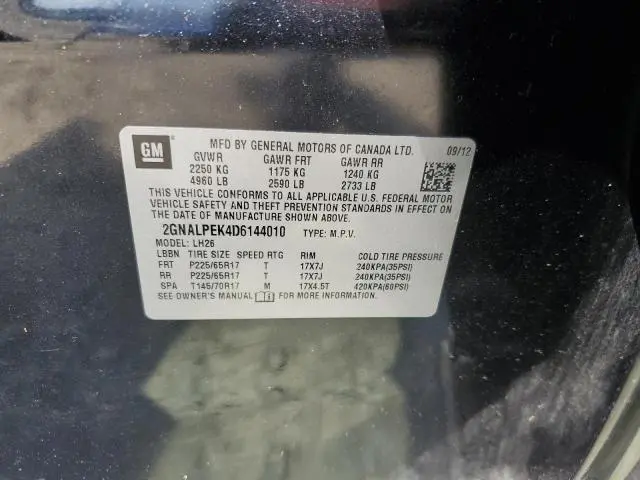 GM
MFD BY GENERAL MOTORS OF CANADA LTD. 09/12
GVWR GAWR FRT GAWR RR
2250 KG 1175 KG 1240 KG
4960 LB 2590 LB 2733 LB
THIS VEHICLE CONFORMS TO ALL APPLICABLE U.S. FEDERAL MOTOR
VEHICLE SAFETY AND THEFT PREVENTION STANDARDS IN EFFECT ON
THE DATE OF MANUFACTURE SHOWN ABOVE.
2GNALPEK4D6144010 TYPE: M.P.V.
MODEL: LH26
LBBN TIRE SIZE SPEED RTG RIM COLD TIRE PRESSURE
FRT P225/65R17 T 17X7J 240KPA(35PSI)
RR P225/65R17 T 17X7J 240KPA(35PSI)
SPA T145/70R17 M 17X4.5T 420KPA(60PSI)
SEE OWNER'S MANUAL FOR MORE INFORMATION.